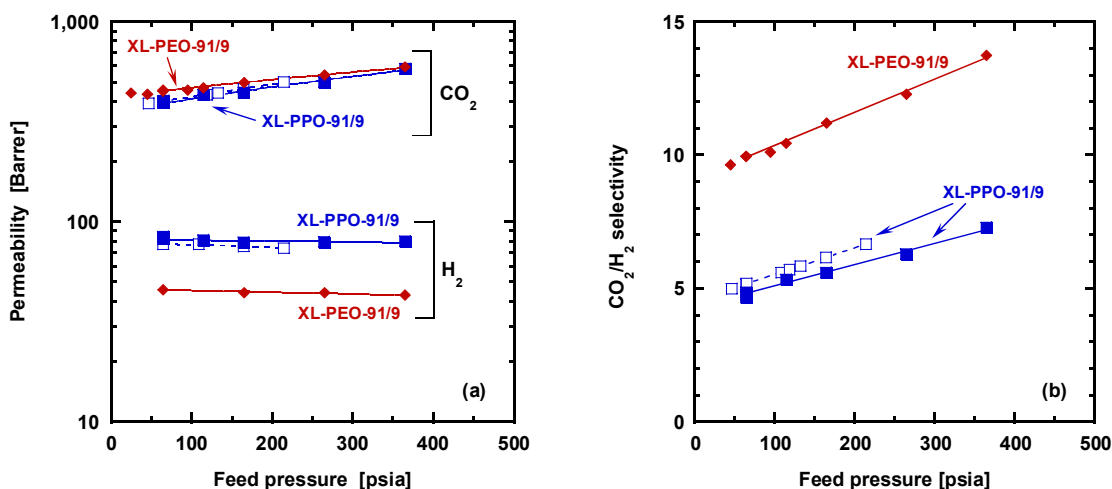 1,000
100
10
Permeability [Barrer]
XL-PEO-91/9
CO2
XL-PPO-91/9
XL-PPO-91/9
H2
XL-PEO-91/9
(a)
0 100 200 300 400 500
Feed pressure [psia]
15
10
5
0
CO2/H2 selectivity
XL-PEO-91/9
XL-PPO-91/9
(b)
0 100 200 300 400 500
Feed pressure [psia]